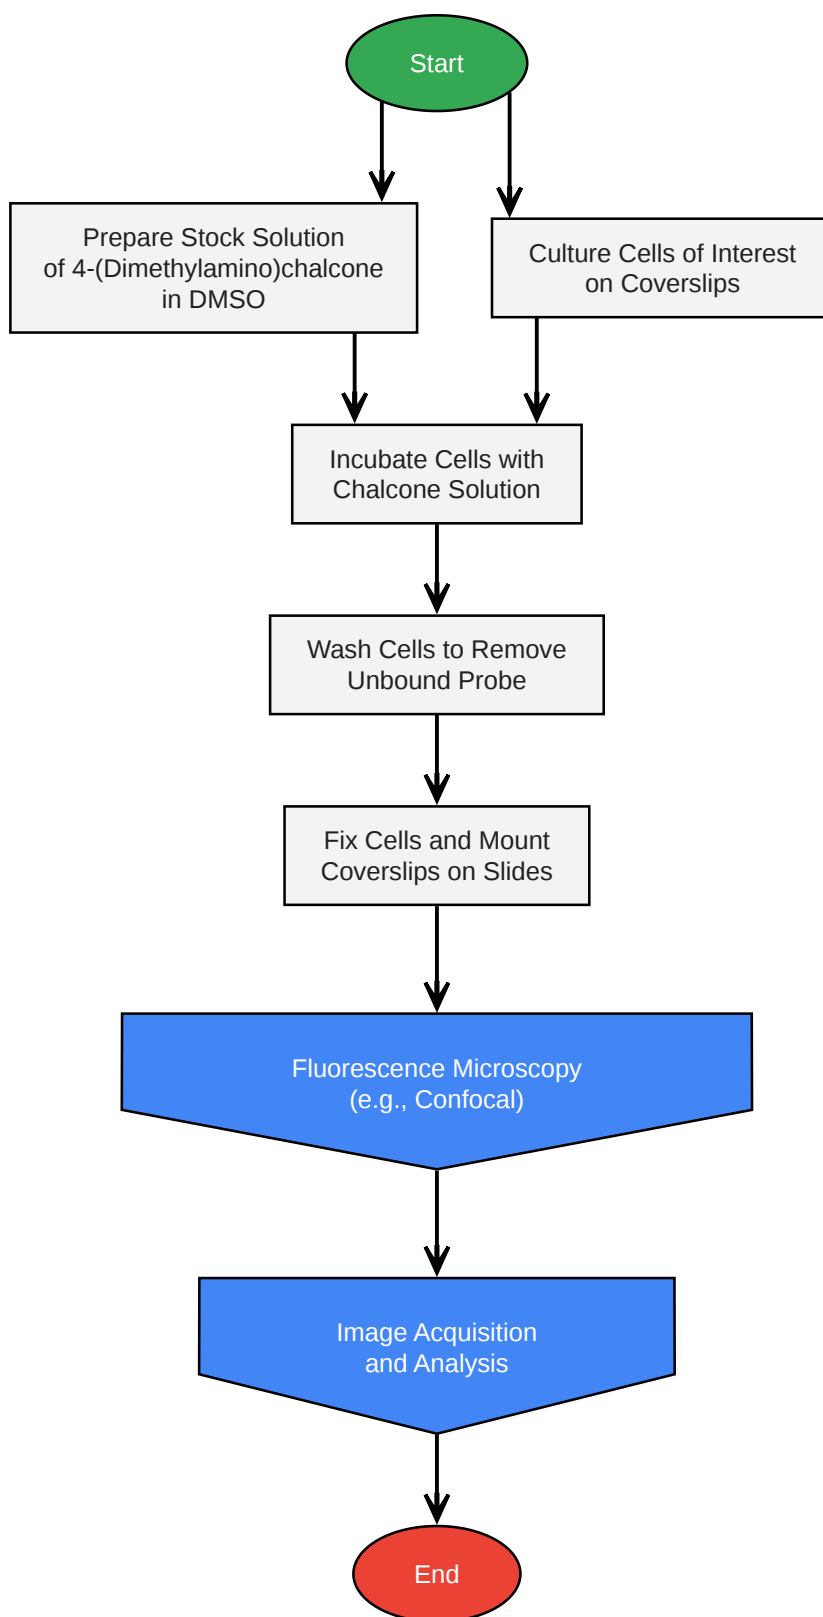 Start
Prepare Stock Solution
of 4-(Dimethylamino)chalcone
in DMSO
Culture Cells of Interest
on Coverslips
Incubate Cells with
Chalcone Solution
Wash Cells to Remove
Unbound Probe
Fix Cells and Mount
Coverslips on Slides
Fluorescence Microscopy
(e.g., Confocal)
Image Acquisition
and Analysis
End